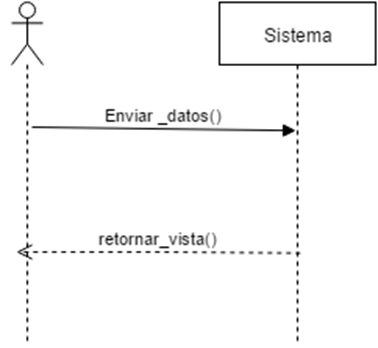 Sistema
Enviar _datos()
retornar_vista()